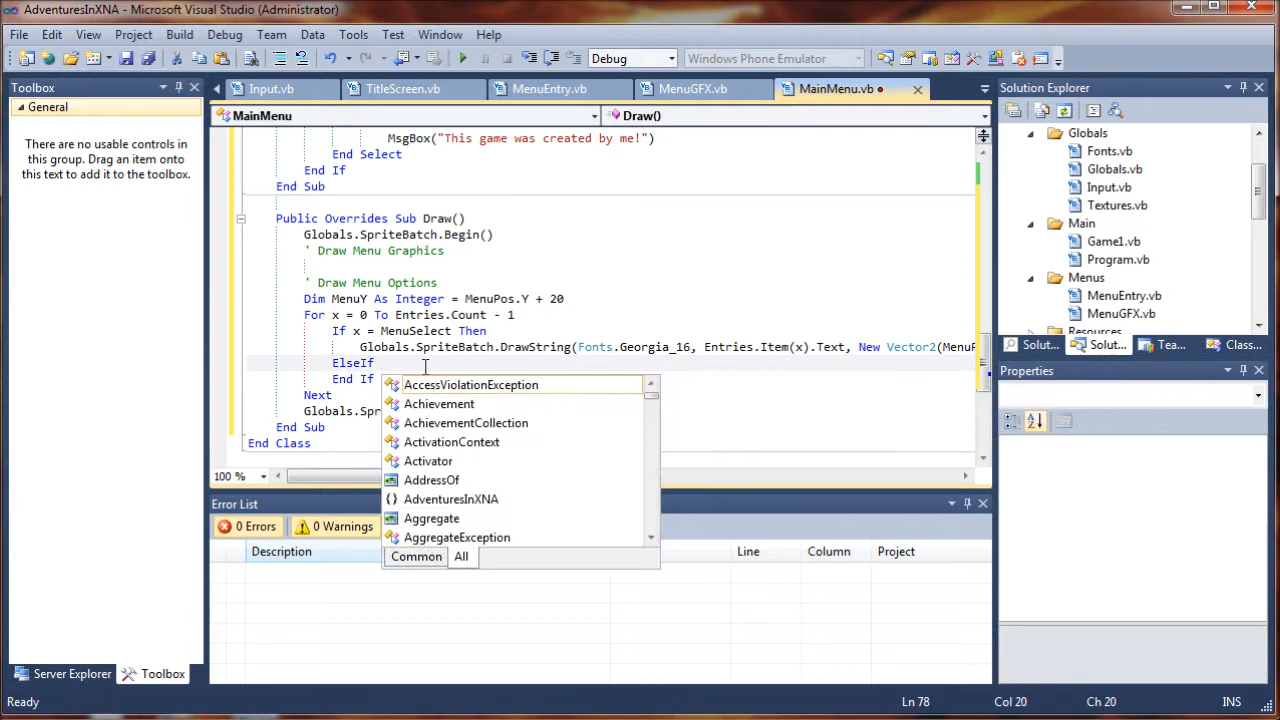 AdventuresInXNA - Microsoft Visual Studio (Administrator)
File Edit View Project Build Debug Team Data Tools Test Window Help
Debug Windows Phone Emulator
Toolbox
General
There are no usable controls in this group. Drag an item onto this text to add it to the toolbox.
Server Explorer Toolbox
Input.vb TitleScreen.vb MenuEntry.vb MenuGFX.vb MainMenu.vb
MainMenu Draw()
MsgBox("This game was created by me!")
End Select
End If
End Sub
Public Overrides Sub Draw()
Globals.SpriteBatch.Begin()
' Draw Menu Graphics
' Draw Menu Options
Dim MenuY As Integer = MenuPos.Y + 20
For x = 0 To Entries.Count - 1
If x = MenuSelect Then
Globals.SpriteBatch.DrawString(Fonts.Georgia_16, Entries.Item(x).Text, New Vector2(MenuP
ElseIf
End If
Next
Globals.Spr
End Sub
End Class
AccessViolationException
Achievement
AchievementCollection
ActivationContext
Activator
AddressOf
AdventuresInXNA
Aggregate
AggregateException
Common All
100 %
Error List
0 Errors 0 Warnings
Description Line Column Project
Solution Explorer
Globals
Fonts.vb
Globals.vb
Input.vb
Textures.vb
Main
Game1.vb
Program.vb
Menus
MenuEntry.vb
MenuGFX.vb
Resources
Solut... Solut... Tea... Class...
Properties
Ready Ln 78 Col 20 Ch 20 INS